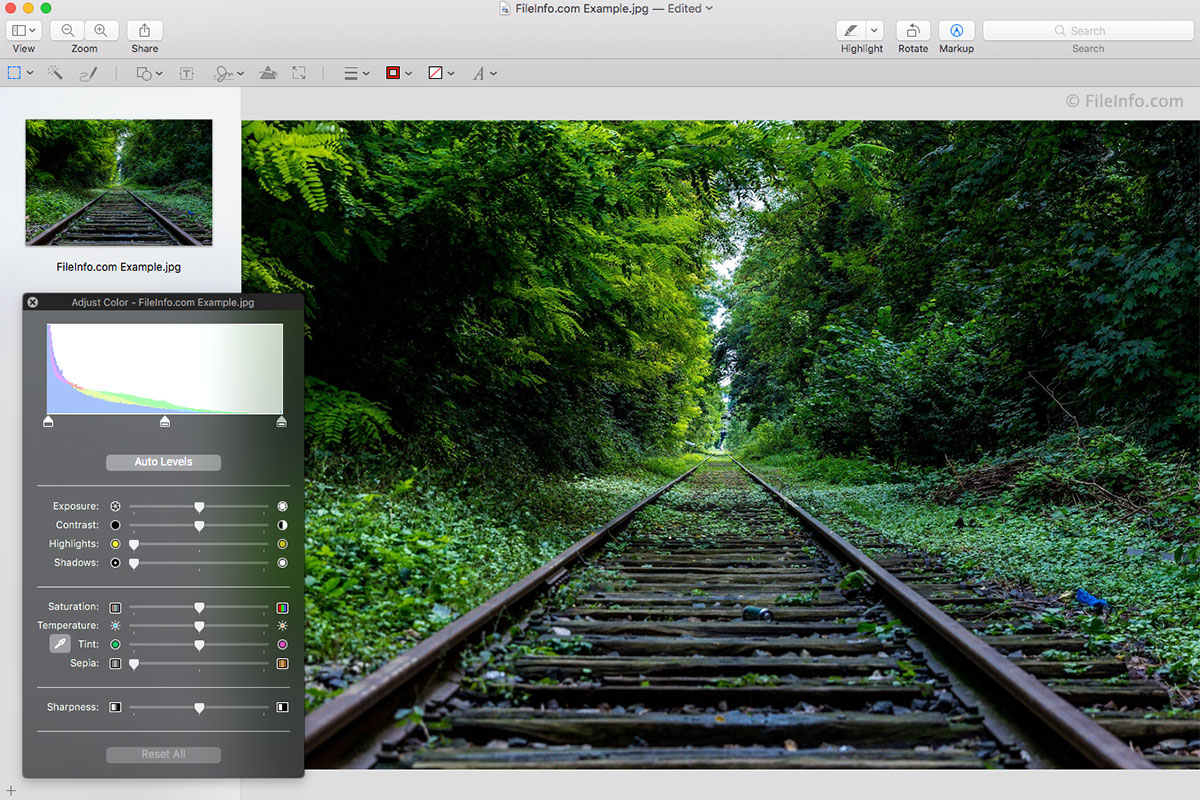 FileInfo.com Example.jpg — Edited
View
Zoom
Share
Highlight
Rotate
Markup
Search
Search
© FileInfo.com
FileInfo.com Example.jpg
Adjust Color - FileInfo.com Example.jpg
Auto Levels
Exposure:
Contrast:
Highlights:
Shadows:
Saturation:
Temperature:
Tint:
Sepia:
Sharpness:
Reset All